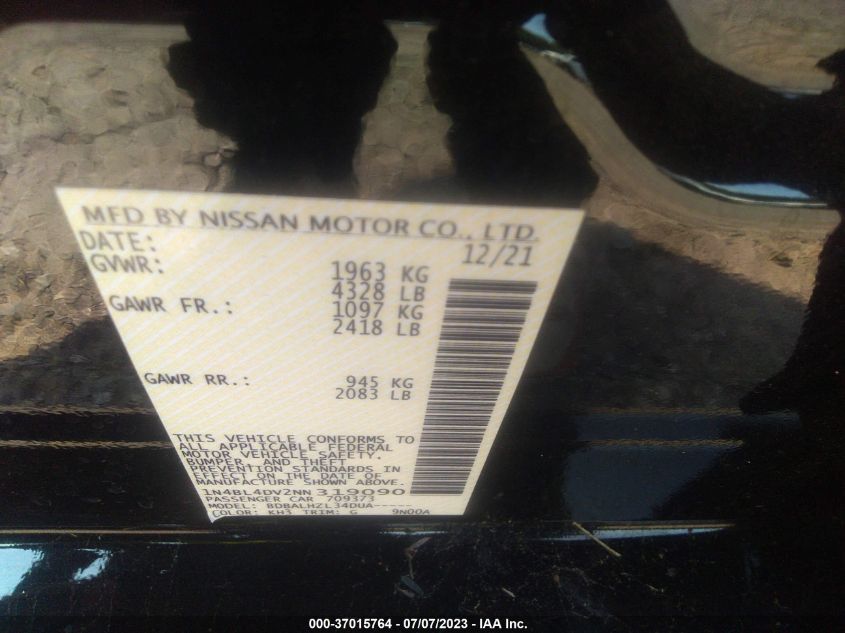 MFD BY NISSAN MOTOR CO., LTD.
DATE: 12/21
GVWR: 1963 KG
4328 LB
GAWR FR.: 1097 KG
2418 LB
GAWR RR.: 945 KG
2083 LB
THIS VEHICLE CONFORMS TO
ALL APPLICABLE FEDERAL
MOTOR VEHICLE SAFETY,
BUMPER, AND THEFT
PREVENTION STANDARDS IN
EFFECT ON THE DATE OF
MANUFACTURE SHOWN ABOVE.
1N4BL4DV2NN319090
PASSENGER CAR 709373
MODEL: BDBALHZL34DUA-----
COLOR: KH3 TRIM: G 9N00A
000-37015764 - 07/07/2023 - IAA Inc.